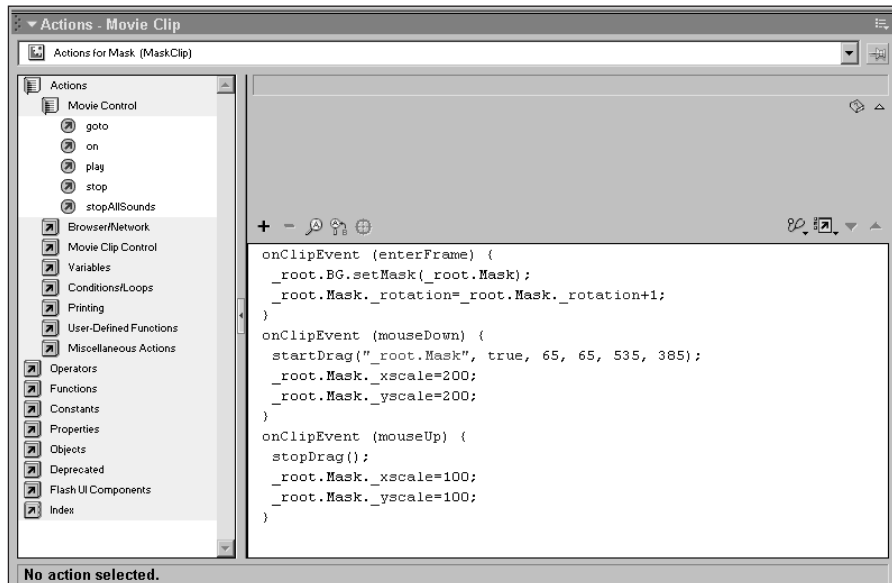 Actions - Movie Clip
Actions for Mask (MaskClip)
Actions
Movie Control
goto
on
play
stop
stopAllSounds
Browser/Network
Movie Clip Control
Variables
Conditions/Loops
Printing
User-Defined Functions
Miscellaneous Actions
Operators
Functions
Constants
Properties
Objects
Deprecated
Flash UI Components
Index
onClipEvent (enterFrame) {
_root.BG.setMask(_root.Mask);
_root.Mask._rotation=_root.Mask._rotation+1;
}
onClipEvent (mouseDown) {
startDrag("_root.Mask", true, 65, 65, 535, 385);
_root.Mask._xscale=200;
_root.Mask._yscale=200;
}
onClipEvent (mouseUp) {
stopDrag();
_root.Mask._xscale=100;
_root.Mask._yscale=100;
}
No action selected.